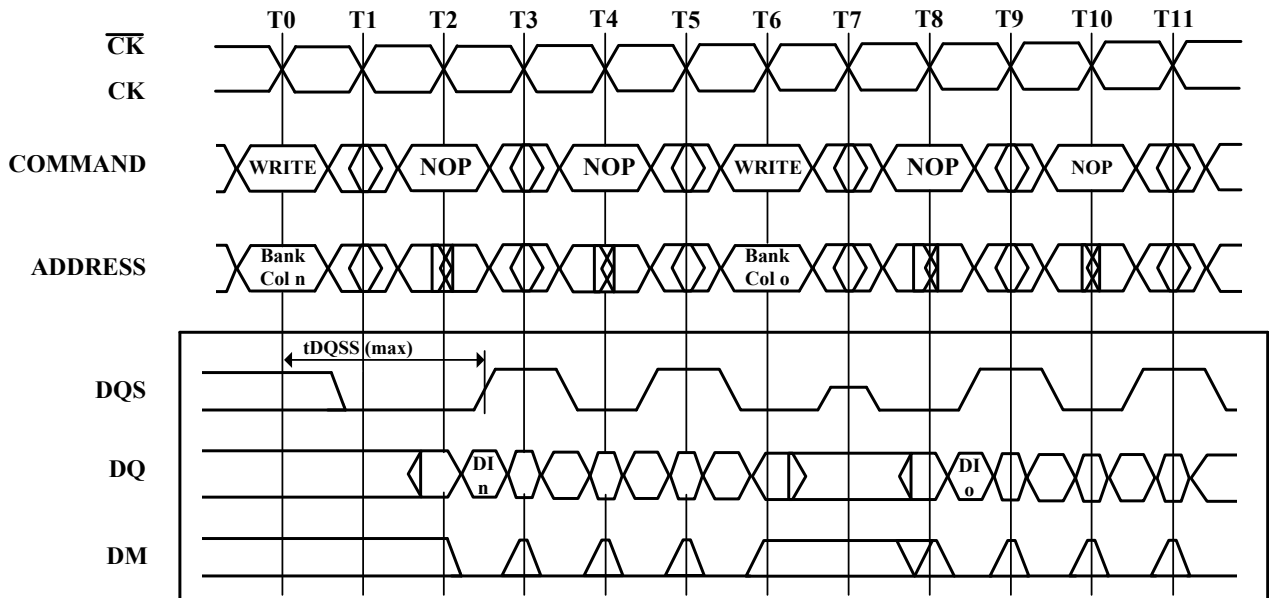 T0 T1 T2 T3 T4 T5 T6 T7 T8 T9 T10 T11
CK
CK
COMMAND WRITE NOP NOP WRITE NOP NOP
ADDRESS Bank Col n Bank Col o
tDQSS (max)
DQS
DQ DI n DI o
DM